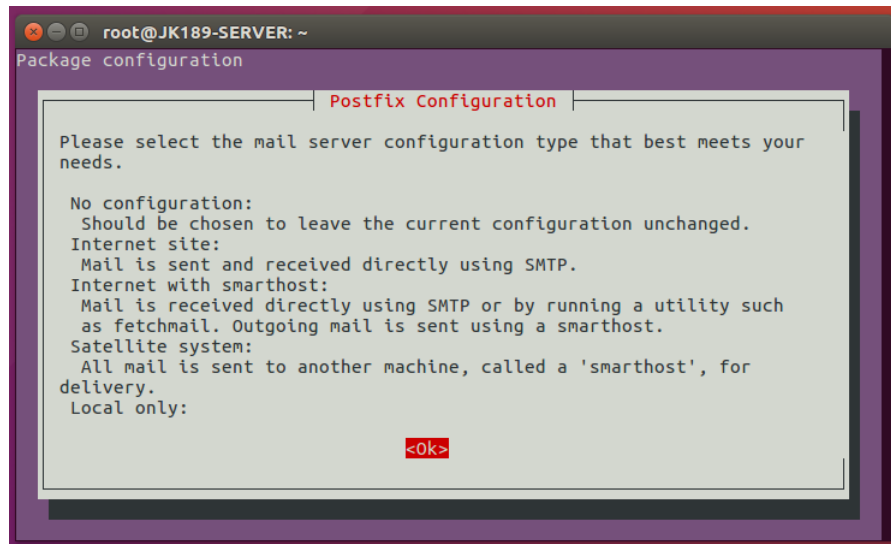 root@JK189-SERVER: ~
Package configuration
Postfix Configuration
Please select the mail server configuration type that best meets your
needs.
No configuration:
Should be chosen to leave the current configuration unchanged.
Internet site:
Mail is sent and received directly using SMTP.
Internet with smarthost:
Mail is received directly using SMTP or by running a utility such
as fetchmail. Outgoing mail is sent using a smarthost.
Satellite system:
All mail is sent to another machine, called a 'smarthost', for
delivery.
Local only:
<Ok>